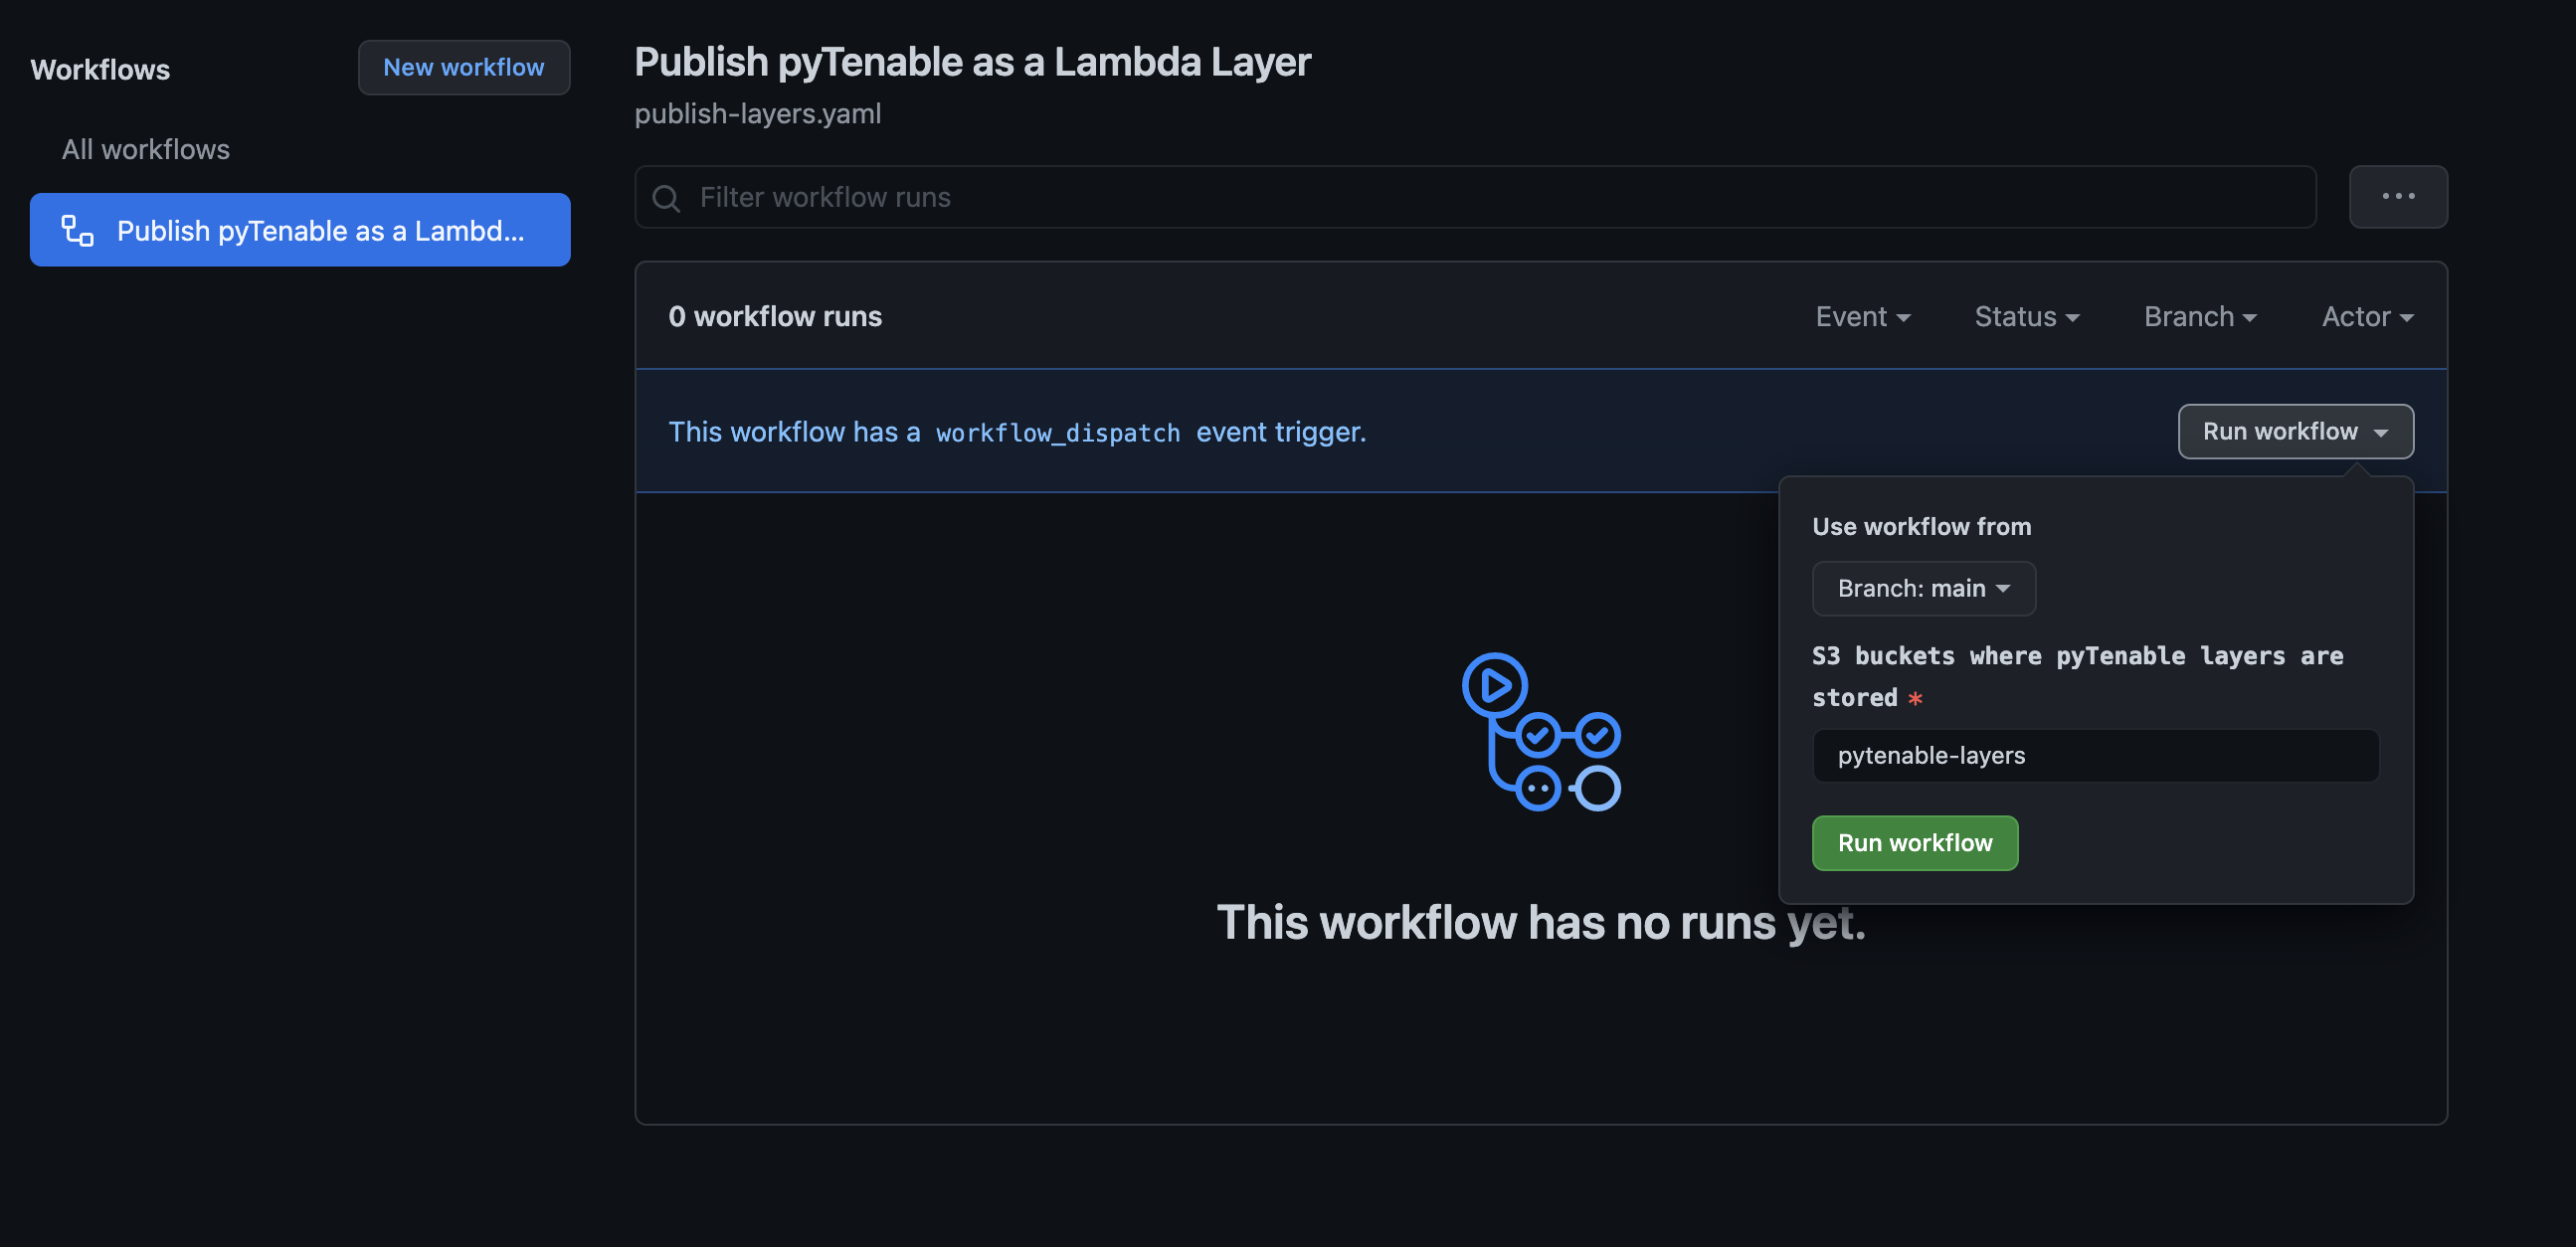 Workflows
New workflow
All workflows
Publish pyTenable as a Lambd...
Publish pyTenable as a Lambda Layer
publish-layers.yaml
Filter workflow runs
0 workflow runs
Event
Status
Branch
Actor
This workflow has a workflow_dispatch event trigger.
Run workflow
Use workflow from
Branch: main
S3 buckets where pyTenable layers are
stored *
pytenable-layers
Run workflow
This workflow has no runs yet.